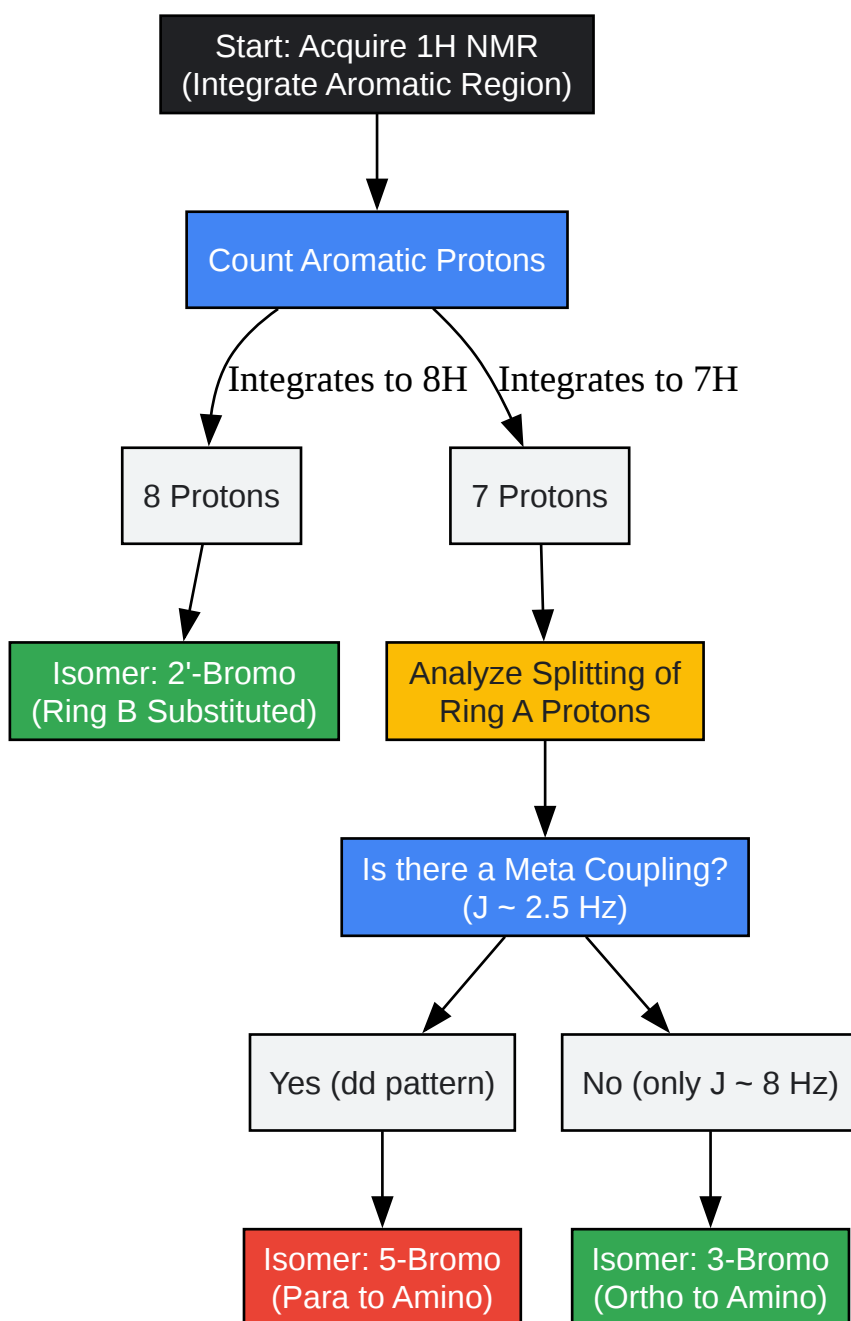 Start: Acquire 1H NMR
(Integrate Aromatic Region)
Count Aromatic Protons
Integrates to 8H
Integrates to 7H
8 Protons
7 Protons
Isomer: 2'-Bromo
(Ring B Substituted)
Analyze Splitting of
Ring A Protons
Is there a Meta Coupling?
(J ~ 2.5 Hz)
Yes (dd pattern)
No (only J ~ 8 Hz)
Isomer: 5-Bromo
(Para to Amino)
Isomer: 3-Bromo
(Ortho to Amino)